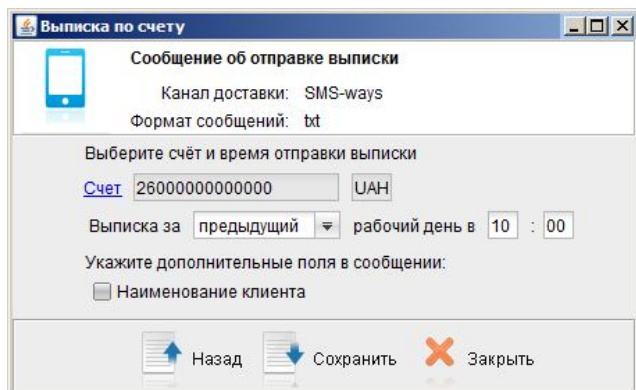 Выписка по счету
Сообщение об отправке выписки
Канал доставки: SMS-ways
Формат сообщений: txt
Выберите счёт и время отправки выписки
Счет 26000000000000 UAH
Выписка за предыдущий рабочий день в 10 : 00
Укажите дополнительные поля в сообщении:
Наименование клиента
Назад Сохранить Закрыть